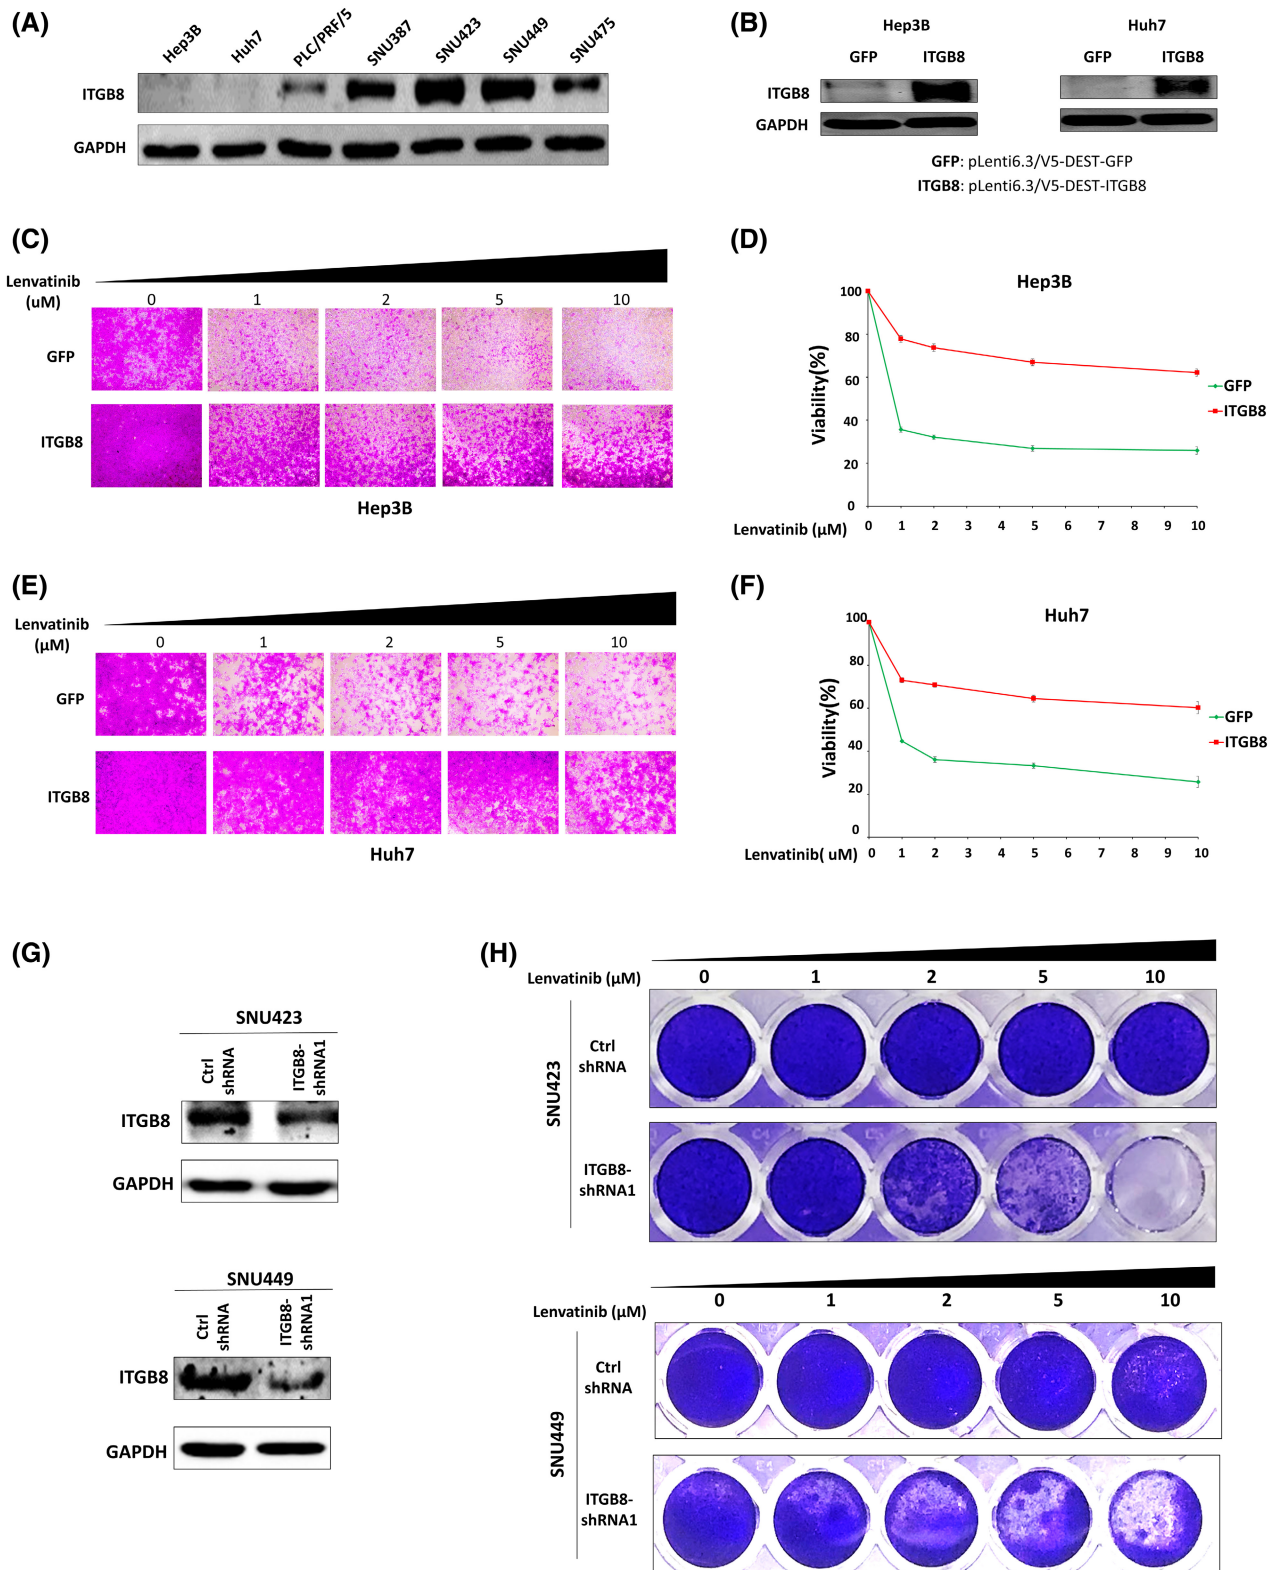 (A)
Hep3B
Huh7
PLC/PRF/5
SNU387
SNU423
SNU449
SNU475
ITGB8
GAPDH
(B)
Hep3B
Huh7
GFP
ITGB8
GFP
ITGB8
ITGB8
GAPDH
GFP: pLenti6.3/V5-DEST-GFP
ITGB8: pLenti6.3/V5-DEST-ITGB8
(C)
Lenvatinib
(uM)
0 1 2 5 10
GFP
ITGB8
Hep3B
(D)
Hep3B
100
80
60
40
20
0
Viability(%)
GFP
ITGB8
Lenvatinib (μM)
0 1 2 3 4 5 6 7 8 9 10
(E)
Lenvatinib
(μM)
0 1 2 5 10
GFP
ITGB8
Huh7
(F)
Huh7
100
80
60
40
20
0
Viability(%)
GFP
ITGB8
Lenvatinib( uM)
0 1 2 3 4 5 6 7 8 9 10
(G)
SNU423
Ctrl
shRNA
ITGB8-
shRNA1
ITGB8
GAPDH
SNU449
Ctrl
shRNA
ITGB8-
shRNA1
ITGB8
GAPDH
(H)
Lenvatinib (μM)
0 1 2 5 10
SNU423
Ctrl
shRNA
ITGB8-
shRNA1
Lenvatinib (μM)
0 1 2 5 10
SNU449
Ctrl
shRNA
ITGB8-
shRNA1